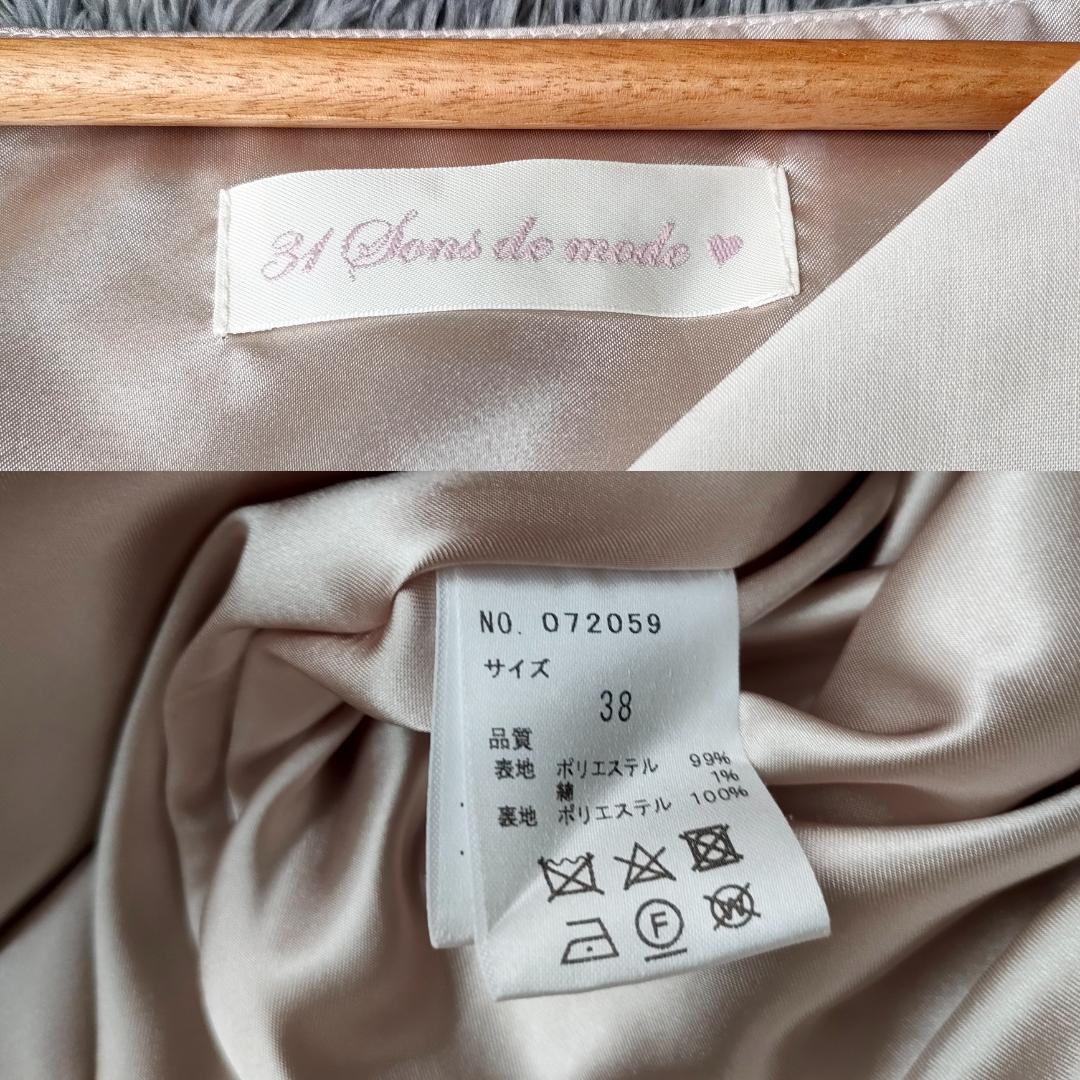 31 Sons de mode
NO. 072059
サイズ
38
品質
表地 ポリエステル 99%
綿 1%
裏地 ポリエステル 100%
F
W